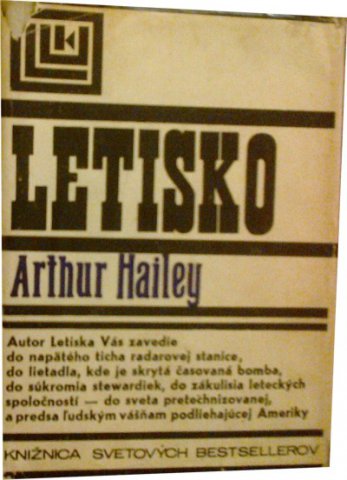 LETISKO
Arthur Hailey
Autor Letiska Vás zavedie
do napätého ticha radarovej stanice,
do lietadla, kde je skrytá časovaná bomba,
do súkromia stewardiek, do zákulisia leteckých
spoločností — do sveta pretechnizovanej,
a predsa ľudským vášňam podliehajúcej Ameriky
KNIŽNICA SVETOVÝCH BESTSELLEROV